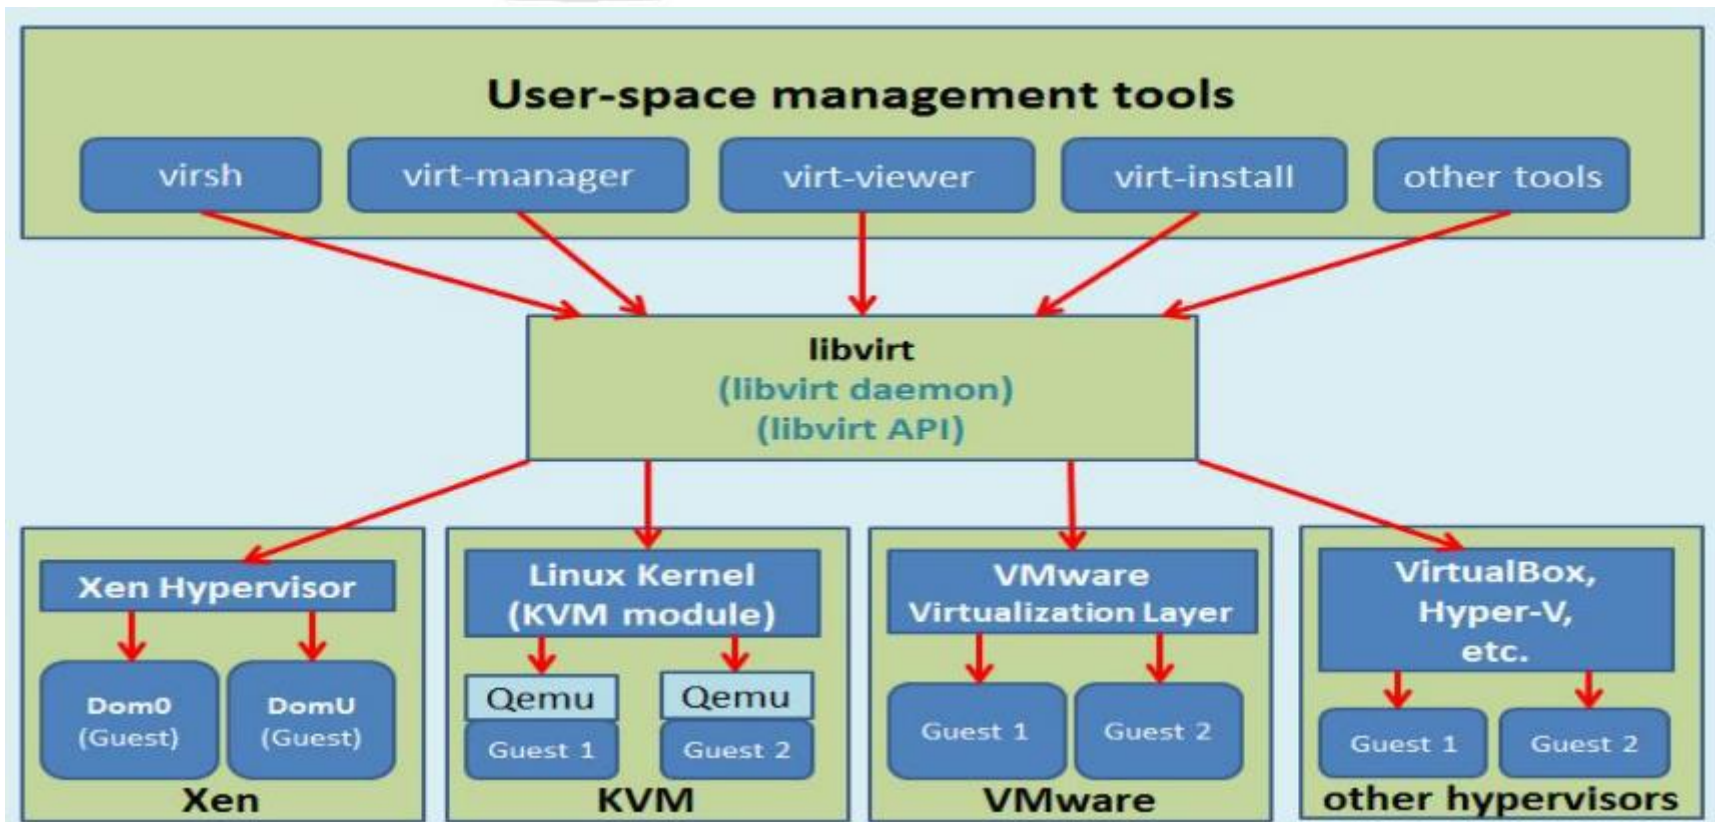 User-space management tools
virsh
virt-manager
virt-viewer
virt-install
other tools
libvirt
(libvirt daemon)
(libvirt API)
Xen Hypervisor
Dom0
(Guest)
DomU
(Guest)
Xen
Linux Kernel
(KVM module)
Qemu
Guest 1
Qemu
Guest 2
KVM
VMware
Virtualization Layer
Guest 1
Guest 2
VMware
VirtualBox,
Hyper-V,
etc.
Guest 1
Guest 2
other hypervisors